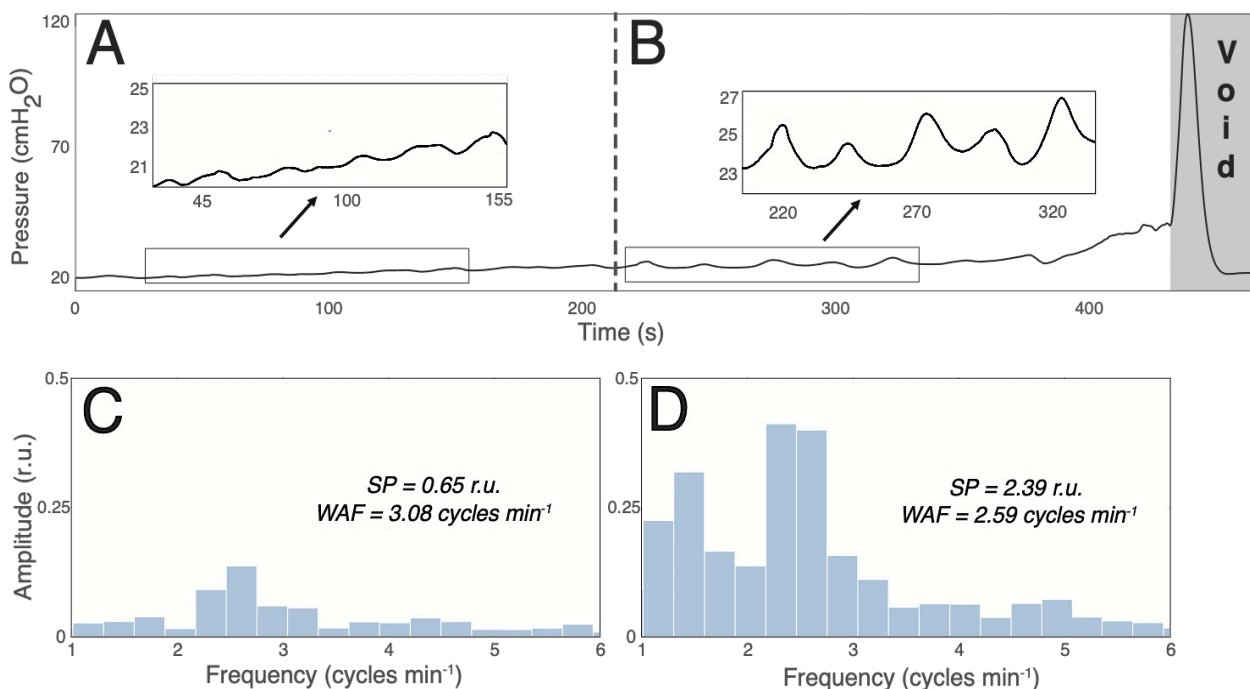 A
B
Void
120
70
20
Pressure (cmH2O)
25
23
21
45 100 155
27
25
23
220 270 320
0 100 200 300 400
Time (s)
C
D
0.5
0.25
0
Amplitude (r.u.)
SP = 0.65 r.u.
WAF = 3.08 cycles min-1
1 2 3 4 5 6
Frequency (cycles min-1)
0.5
0.25
0
SP = 2.39 r.u.
WAF = 2.59 cycles min-1
1 2 3 4 5 6
Frequency (cycles min-1)